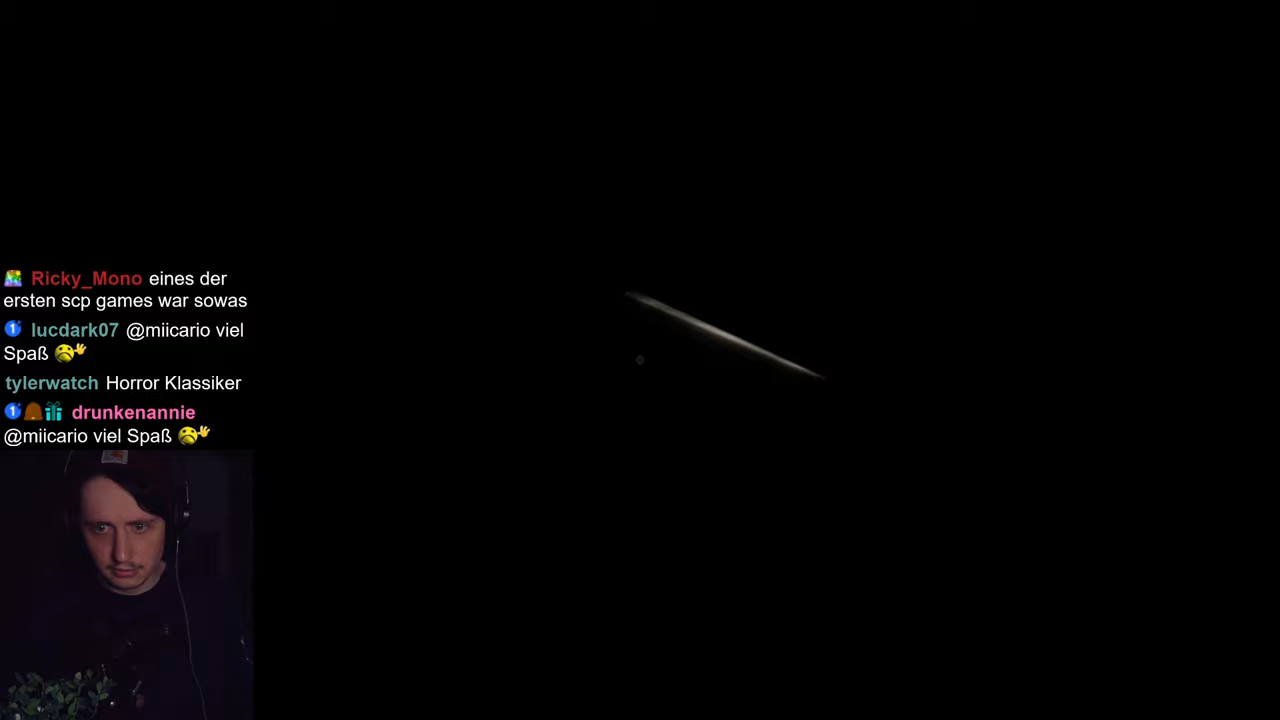 Ricky_Mono eines der
ersten scp games war sowas
lucdark07 @miicario viel
Spaß
tylerwatch Horror Klassiker
drunkenannie
@miicario viel Spaß